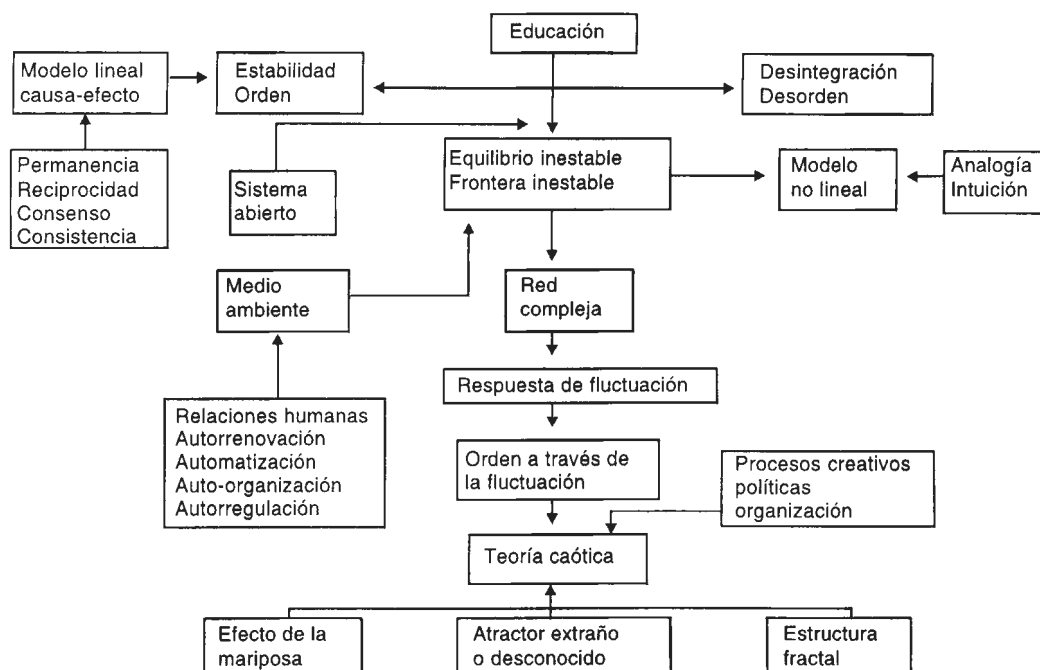 Educación
Modelo lineal
causa-efecto
Estabilidad
Orden
Desintegración
Desorden
Permanencia
Reciprocidad
Consenso
Consistencia
Sistema
abierto
Equilibrio inestable
Frontera inestable
Modelo
no lineal
Analogía
Intuición
Medio
ambiente
Red
compleja
Respuesta de fluctuación
Relaciones humanas
Autorrenovación
Automatización
Auto-organización
Autorregulación
Orden a través de
la fluctuación
Procesos creativos
políticas
organización
Teoría caótica
Efecto de la
mariposa
Atractor extraño
o desconocido
Estructura
fractal